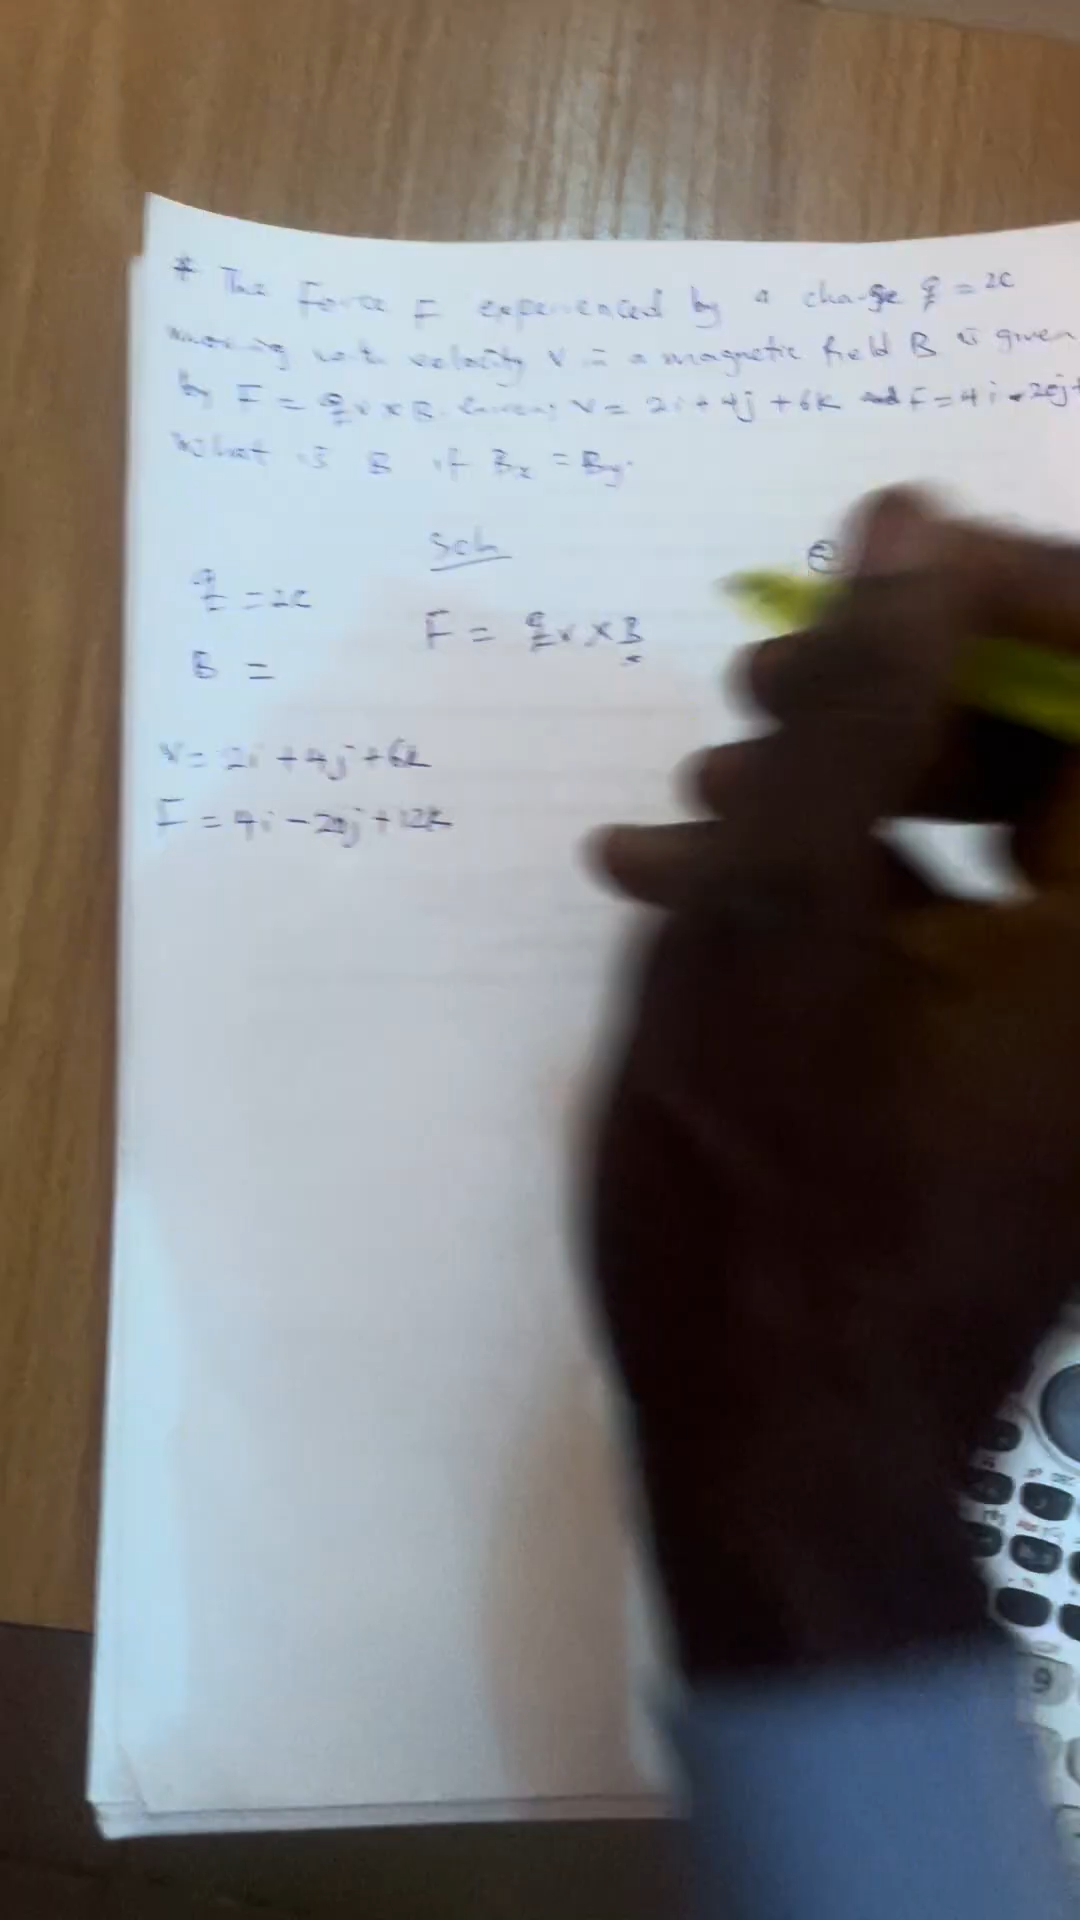 * The Force F experienced by a charge q = 2C
moving with velocity v in a magnetic field B is given
by F = qv x B. Given, v = 2i + 4j + 6k and F = 4i - 20j +
What is B if Bx = By.
Soln
q = 2C
F = qv x B
B =
v = 2i + 4j + 6k
F = 4i - 20j + 12k
9